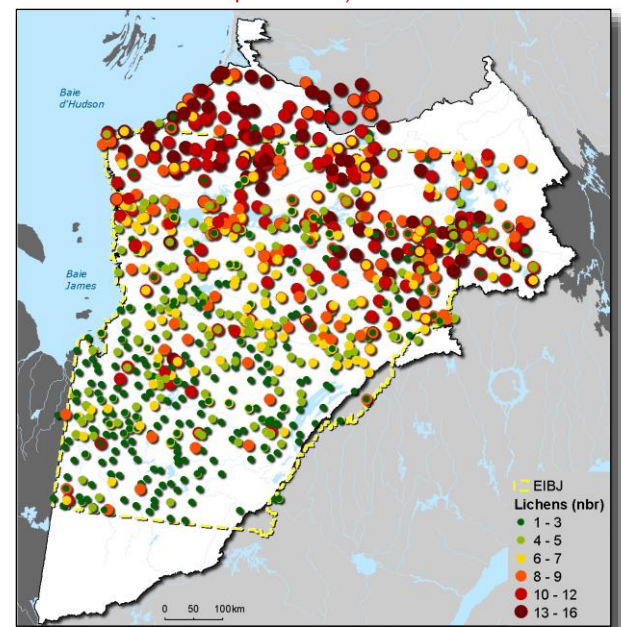 Baie
d'Hudson
Baie
James
EIBJ
Lichens (nbr)
1 - 3
4 - 5
6 - 7
8 - 9
10 - 12
13 - 16
0 50 100km